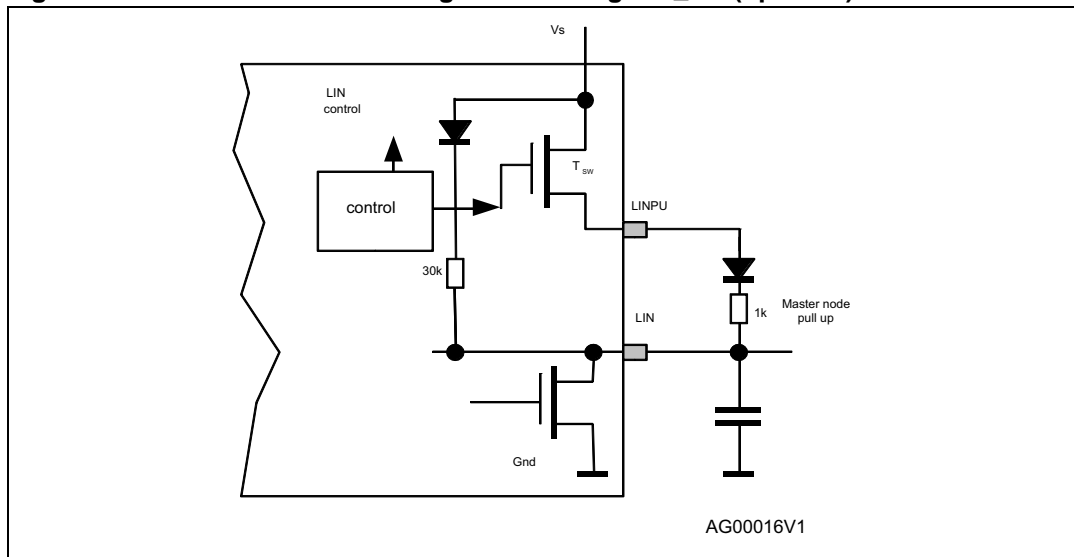 Vs
LIN
control
control
T sw
LINPU
30k
1k
Master node
pull up
LIN
Gnd
AG00016V1